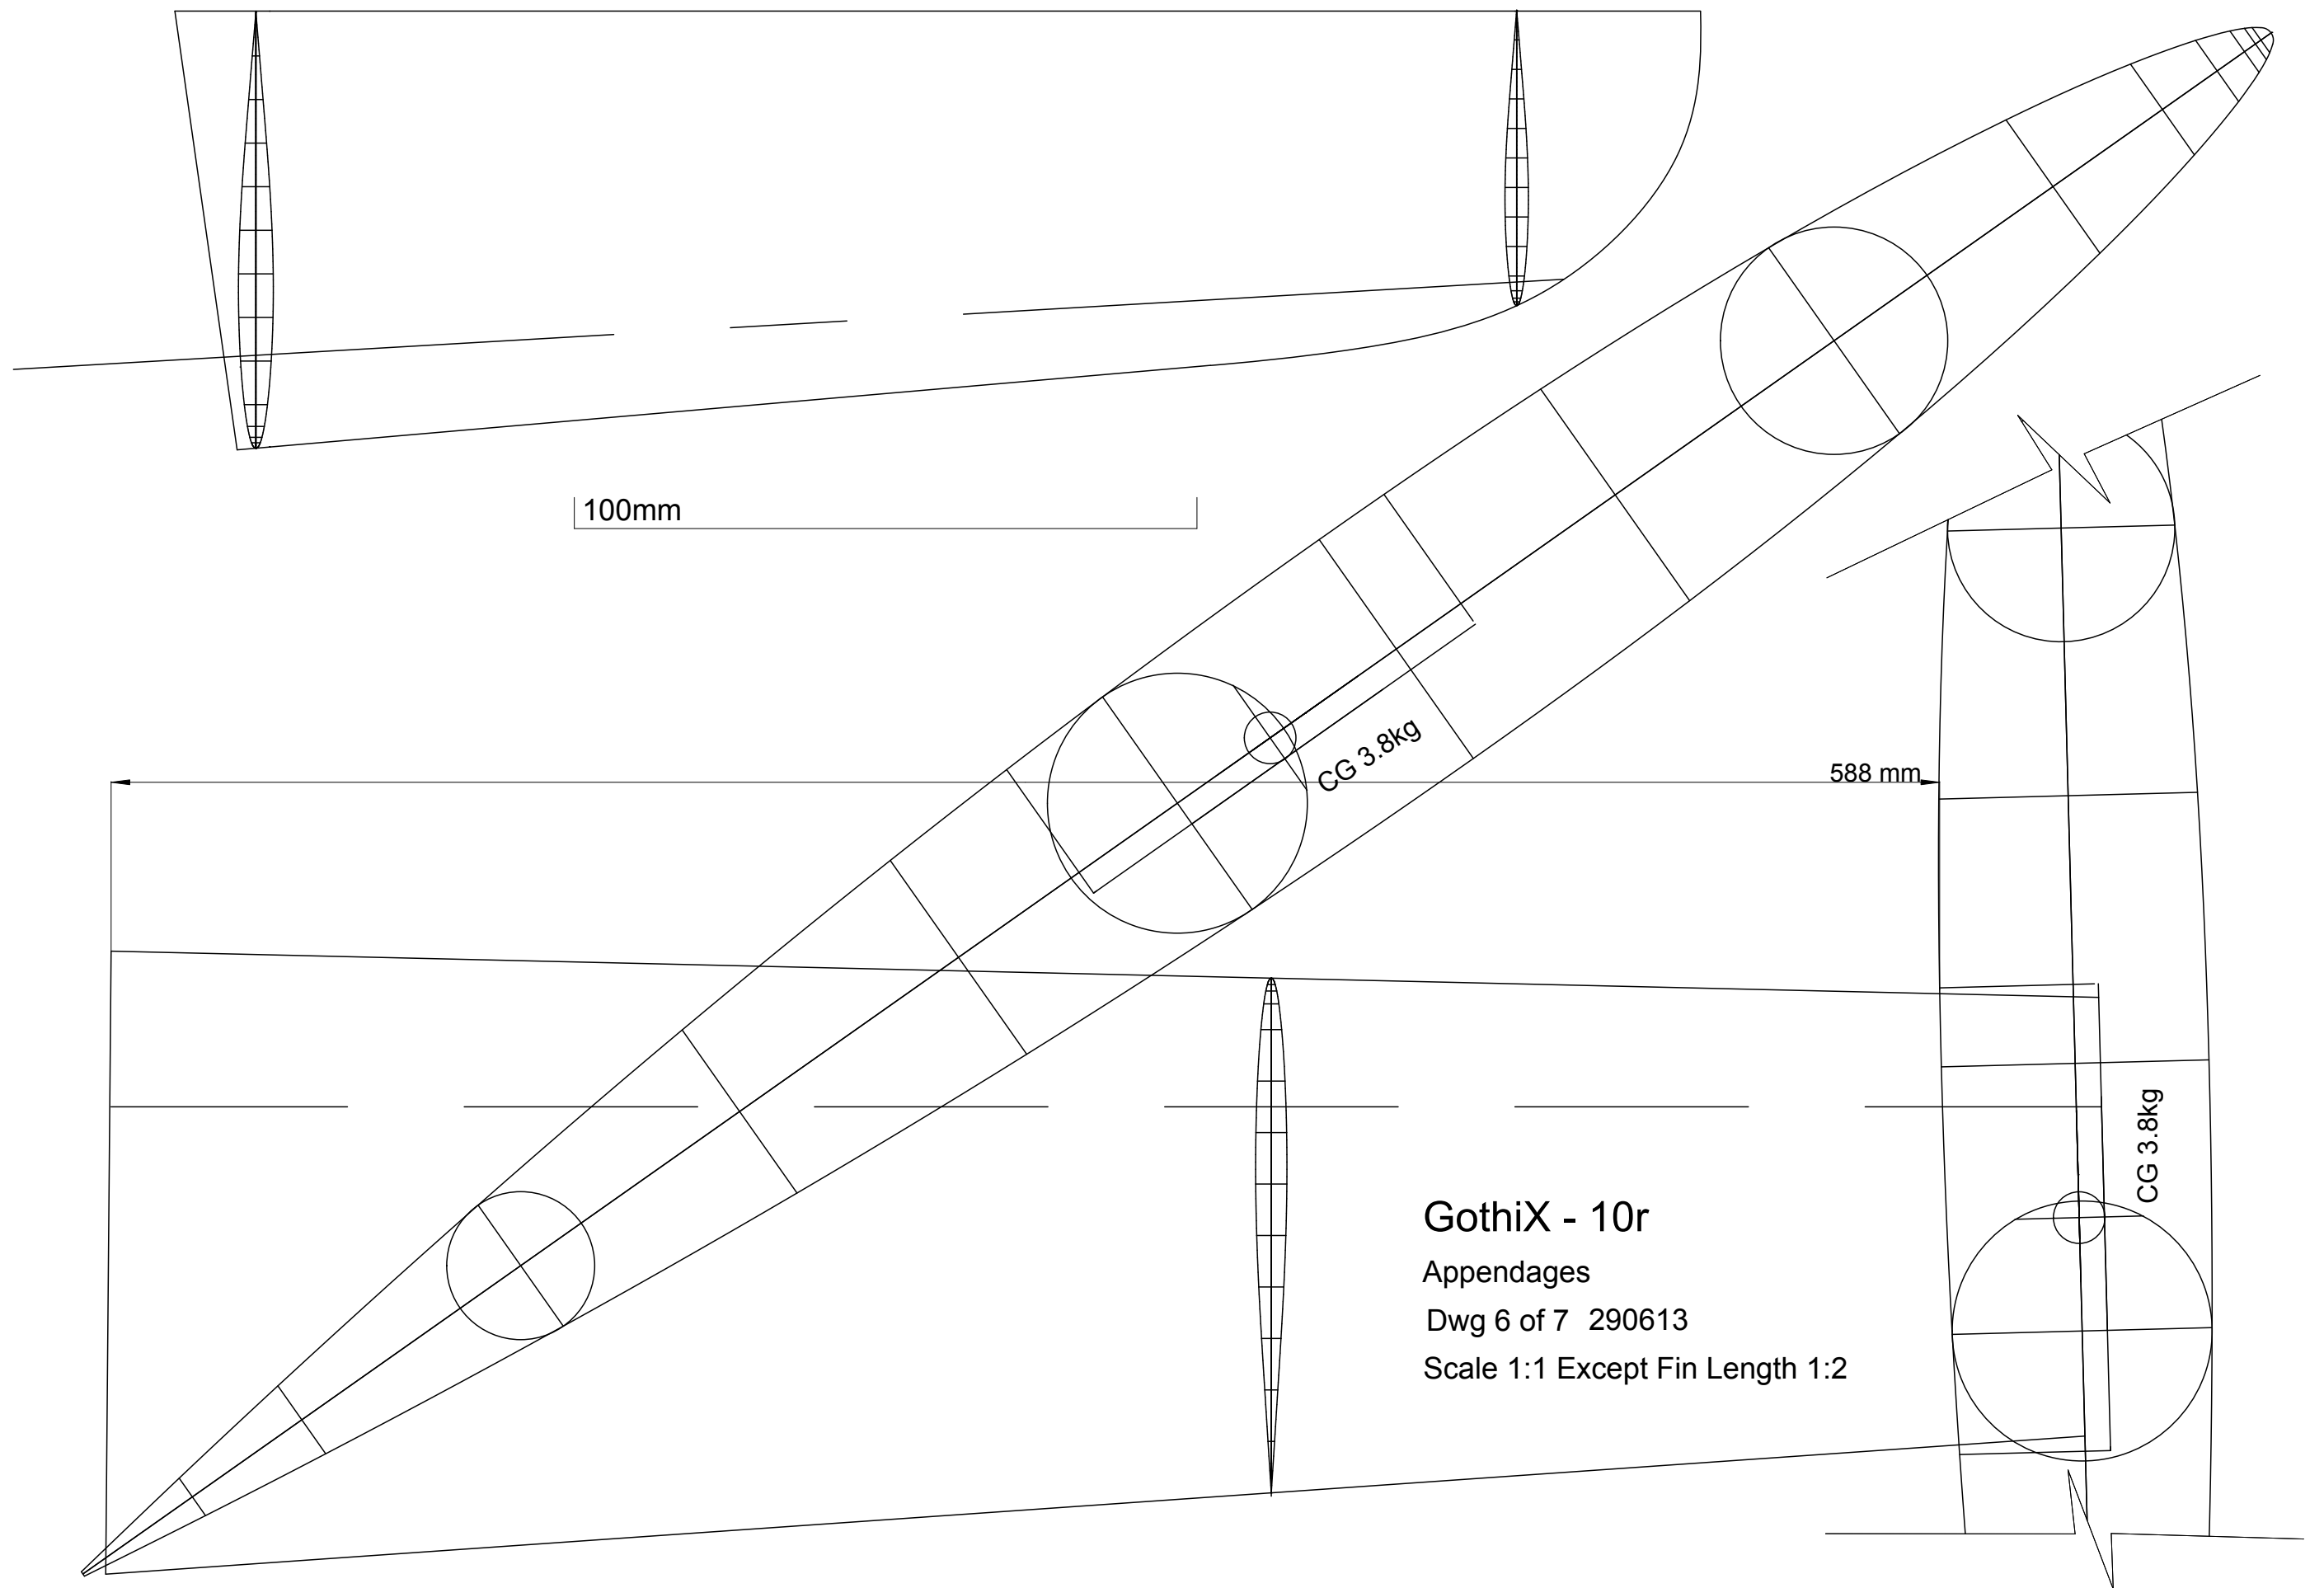 100mm
CG 3.8kg
588 mm
CG 3.8kg
GothiX - 10r
Appendages
Dwg 6 of 7 290613
Scale 1:1 Except Fin Length 1:2